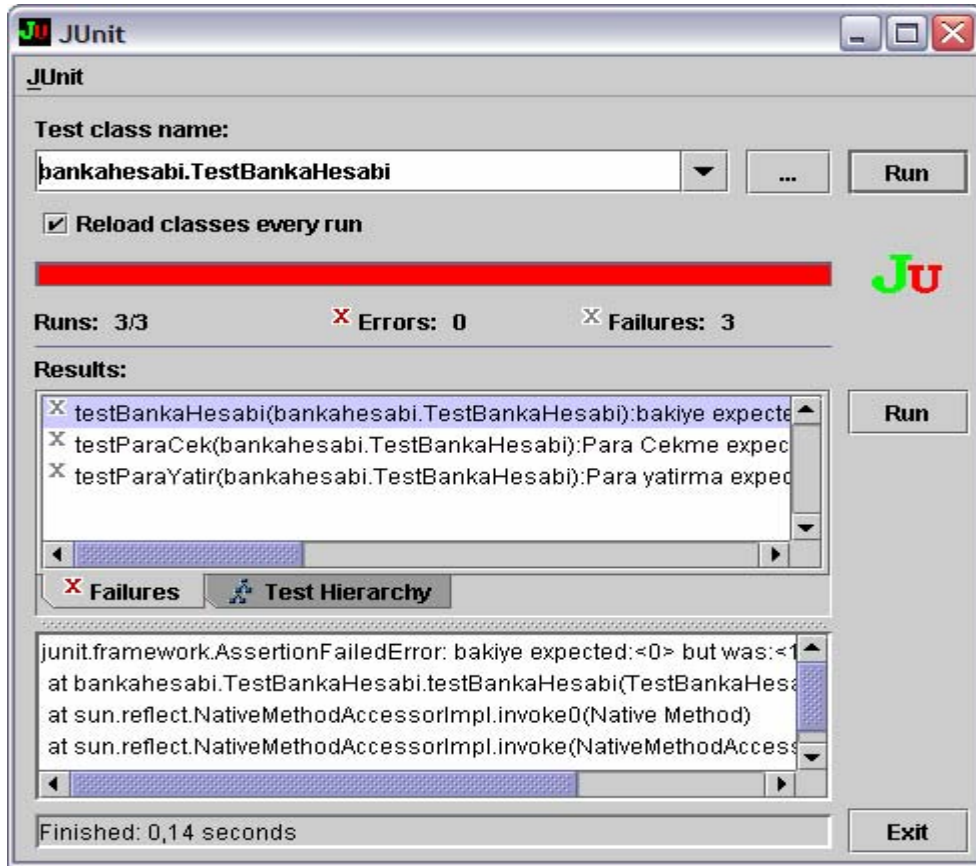 JU JUnit
JUnit
Test class name:
bankahesabi.TestBankaHesabi
... Run
Reload classes every run
JU
Runs: 3/3 X Errors: 0 X Failures: 3
Results:
X testBankaHesabi(bankahesabi.TestBankaHesabi):bakiye expecte
Run
X testParaCek(bankahesabi.TestBankaHesabi):Para Cekme expec
X testParaYatir(bankahesabi.TestBankaHesabi):Para yatirma expec
X Failures Test Hierarchy
junit.framework.AssertionFailedError: bakiye expected:<0> but was:<1
at bankahesabi.TestBankaHesabi.testBankaHesabi(TestBankaHesa
at sun.reflect.NativeMethodAccessorImpl.invoke0(Native Method)
at sun.reflect.NativeMethodAccessorImpl.invoke(NativeMethodAccess
Finished: 0,14 seconds
Exit